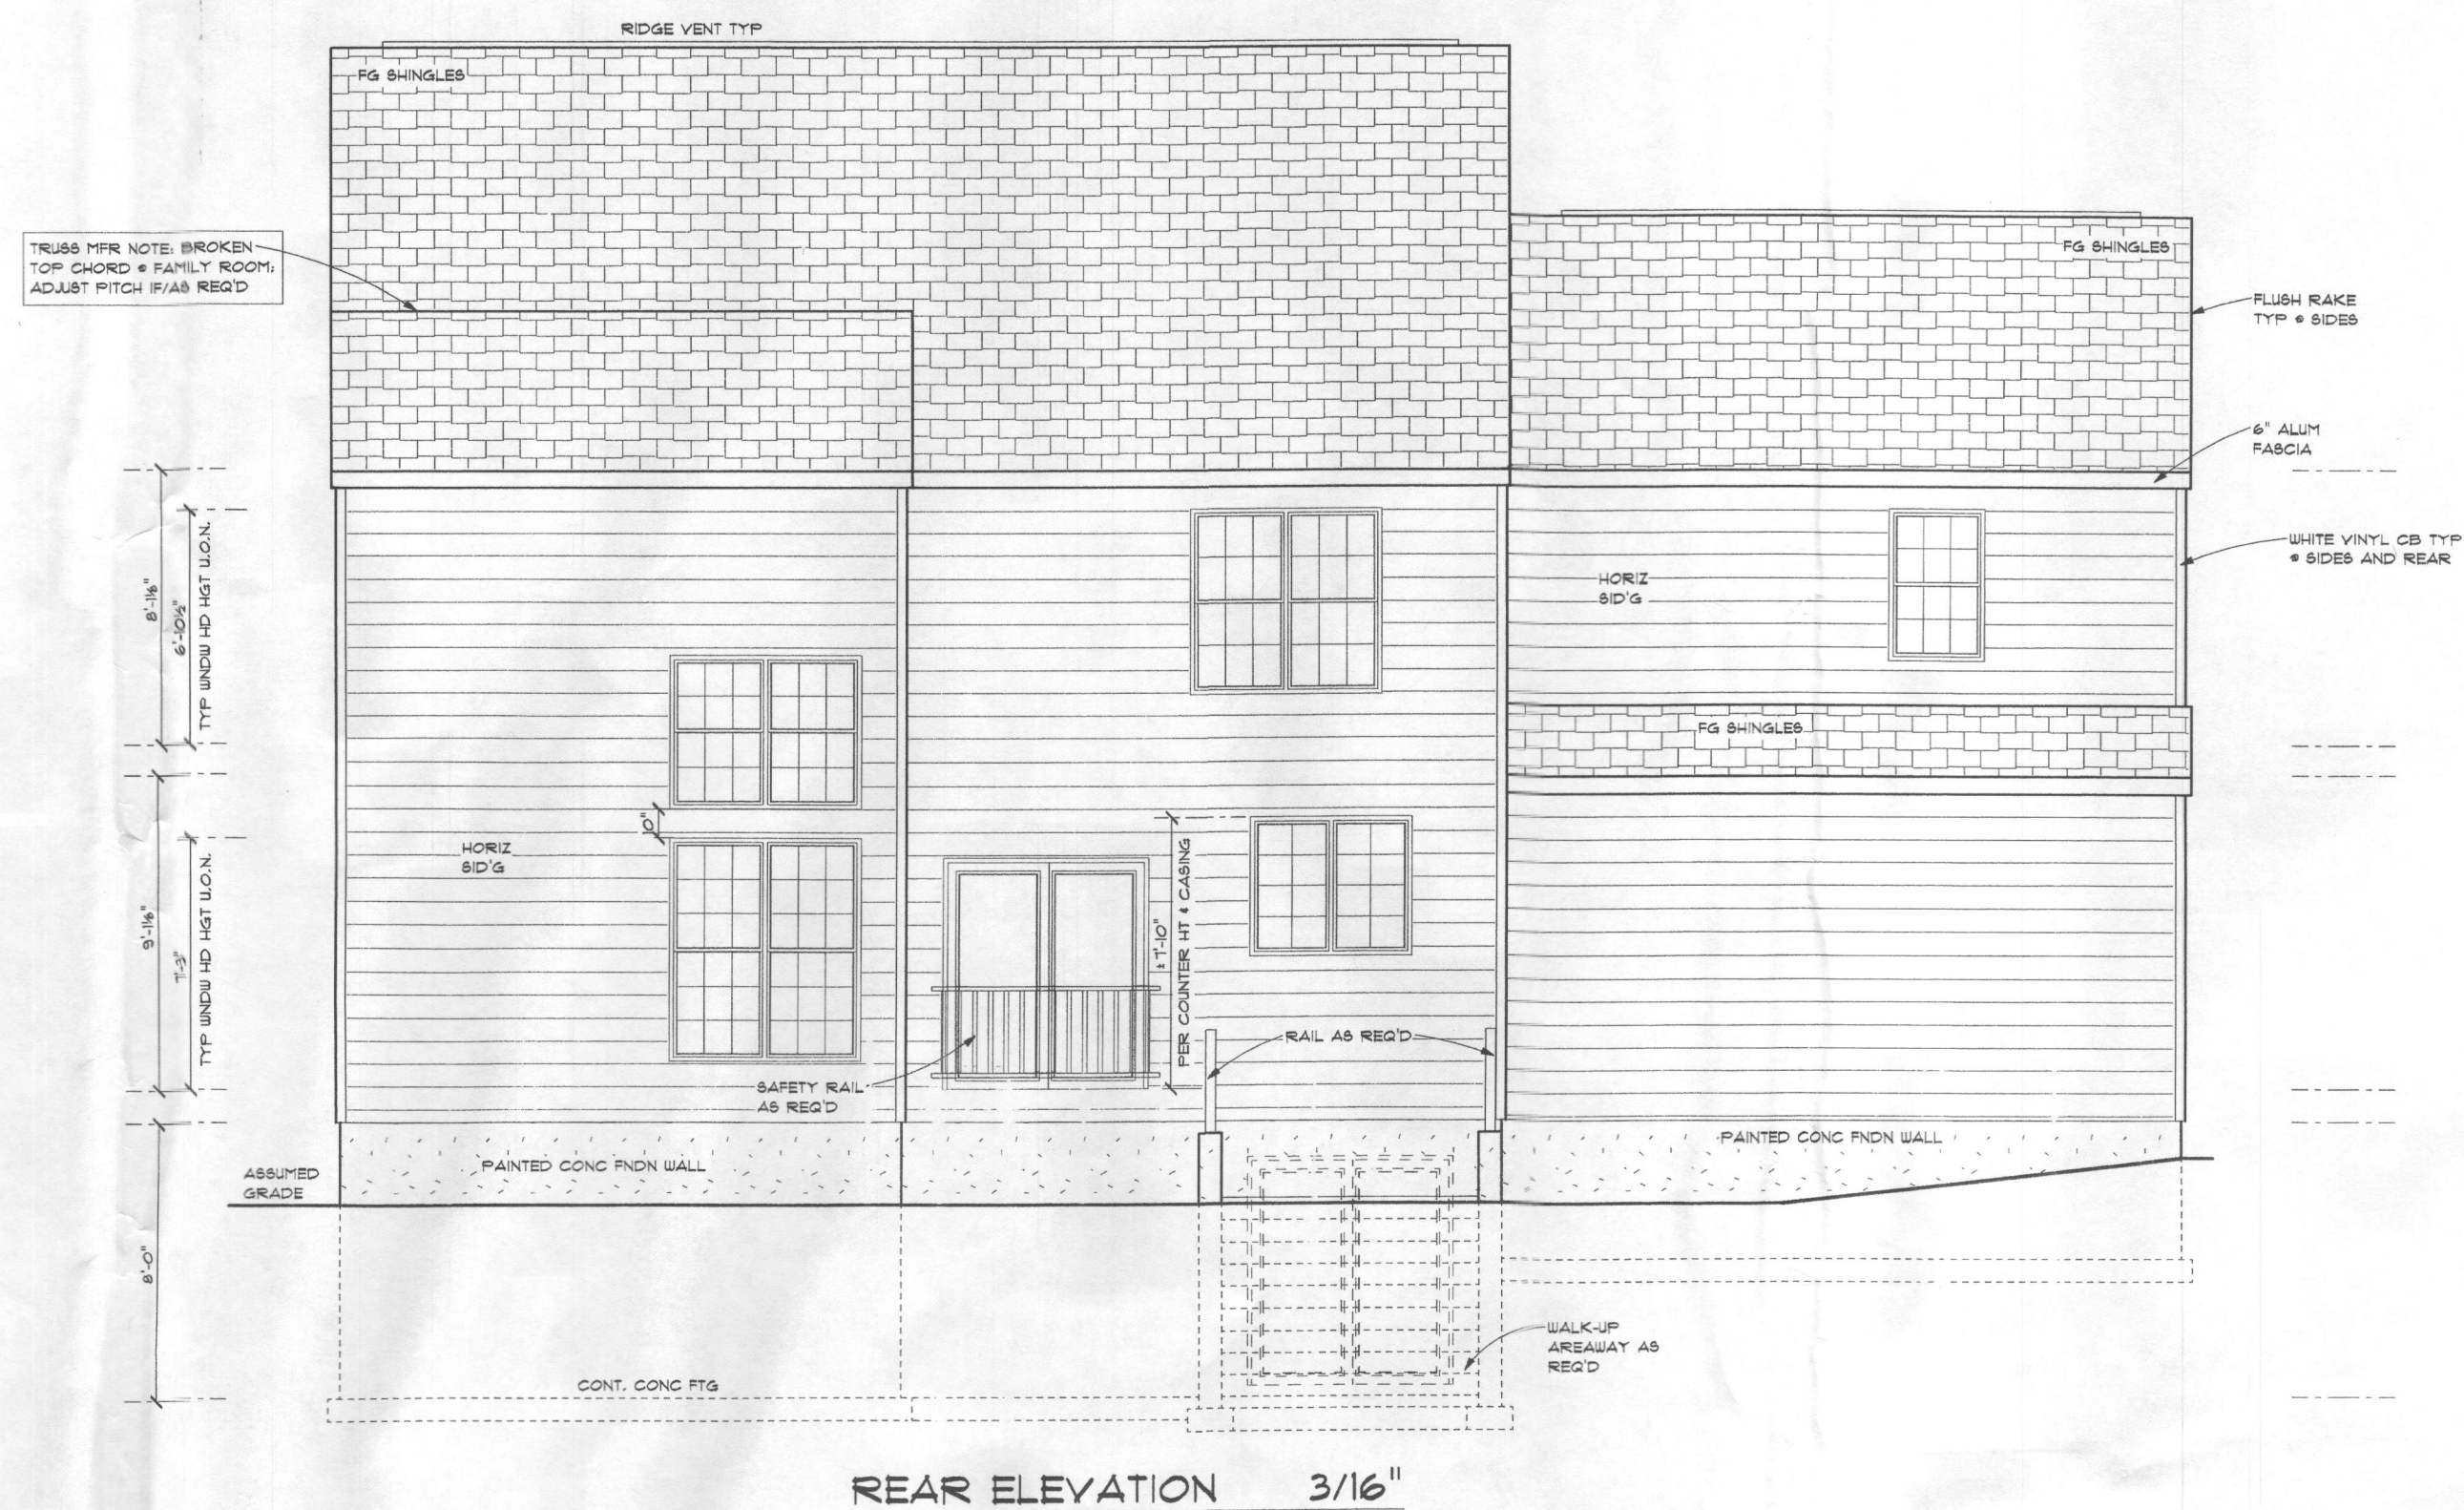 RIDGE VENT TYP
FG SHINGLES
TRUSS MFR NOTE: BROKEN
TOP CHORD @ FAMILY ROOM;
ADJUST PITCH IF/AS REQ'D
FG SHINGLES
FLUSH RAKE
TYP @ SIDES
6" ALUM
FASCIA
WHITE VINYL CB TYP
@ SIDES AND REAR
8'-1⅛"
6'-10½"
TYP WNDW HD HGT U.O.N.
HORIZ
SID'G
FG SHINGLES
10"
HORIZ
SID'G
9'-1⅛"
7'-3"
TYP WNDW HD HGT U.O.N.
± 7'-10"
PER COUNTER HT & CASING
RAIL AS REQ'D
SAFETY RAIL
AS REQ'D
PAINTED CONC FNDN WALL
PAINTED CONC FNDN WALL
ASSUMED
GRADE
8'-0"
WALK-UP
AREAWAY AS
REQ'D
CONT. CONC FTG
REAR ELEVATION 3/16"